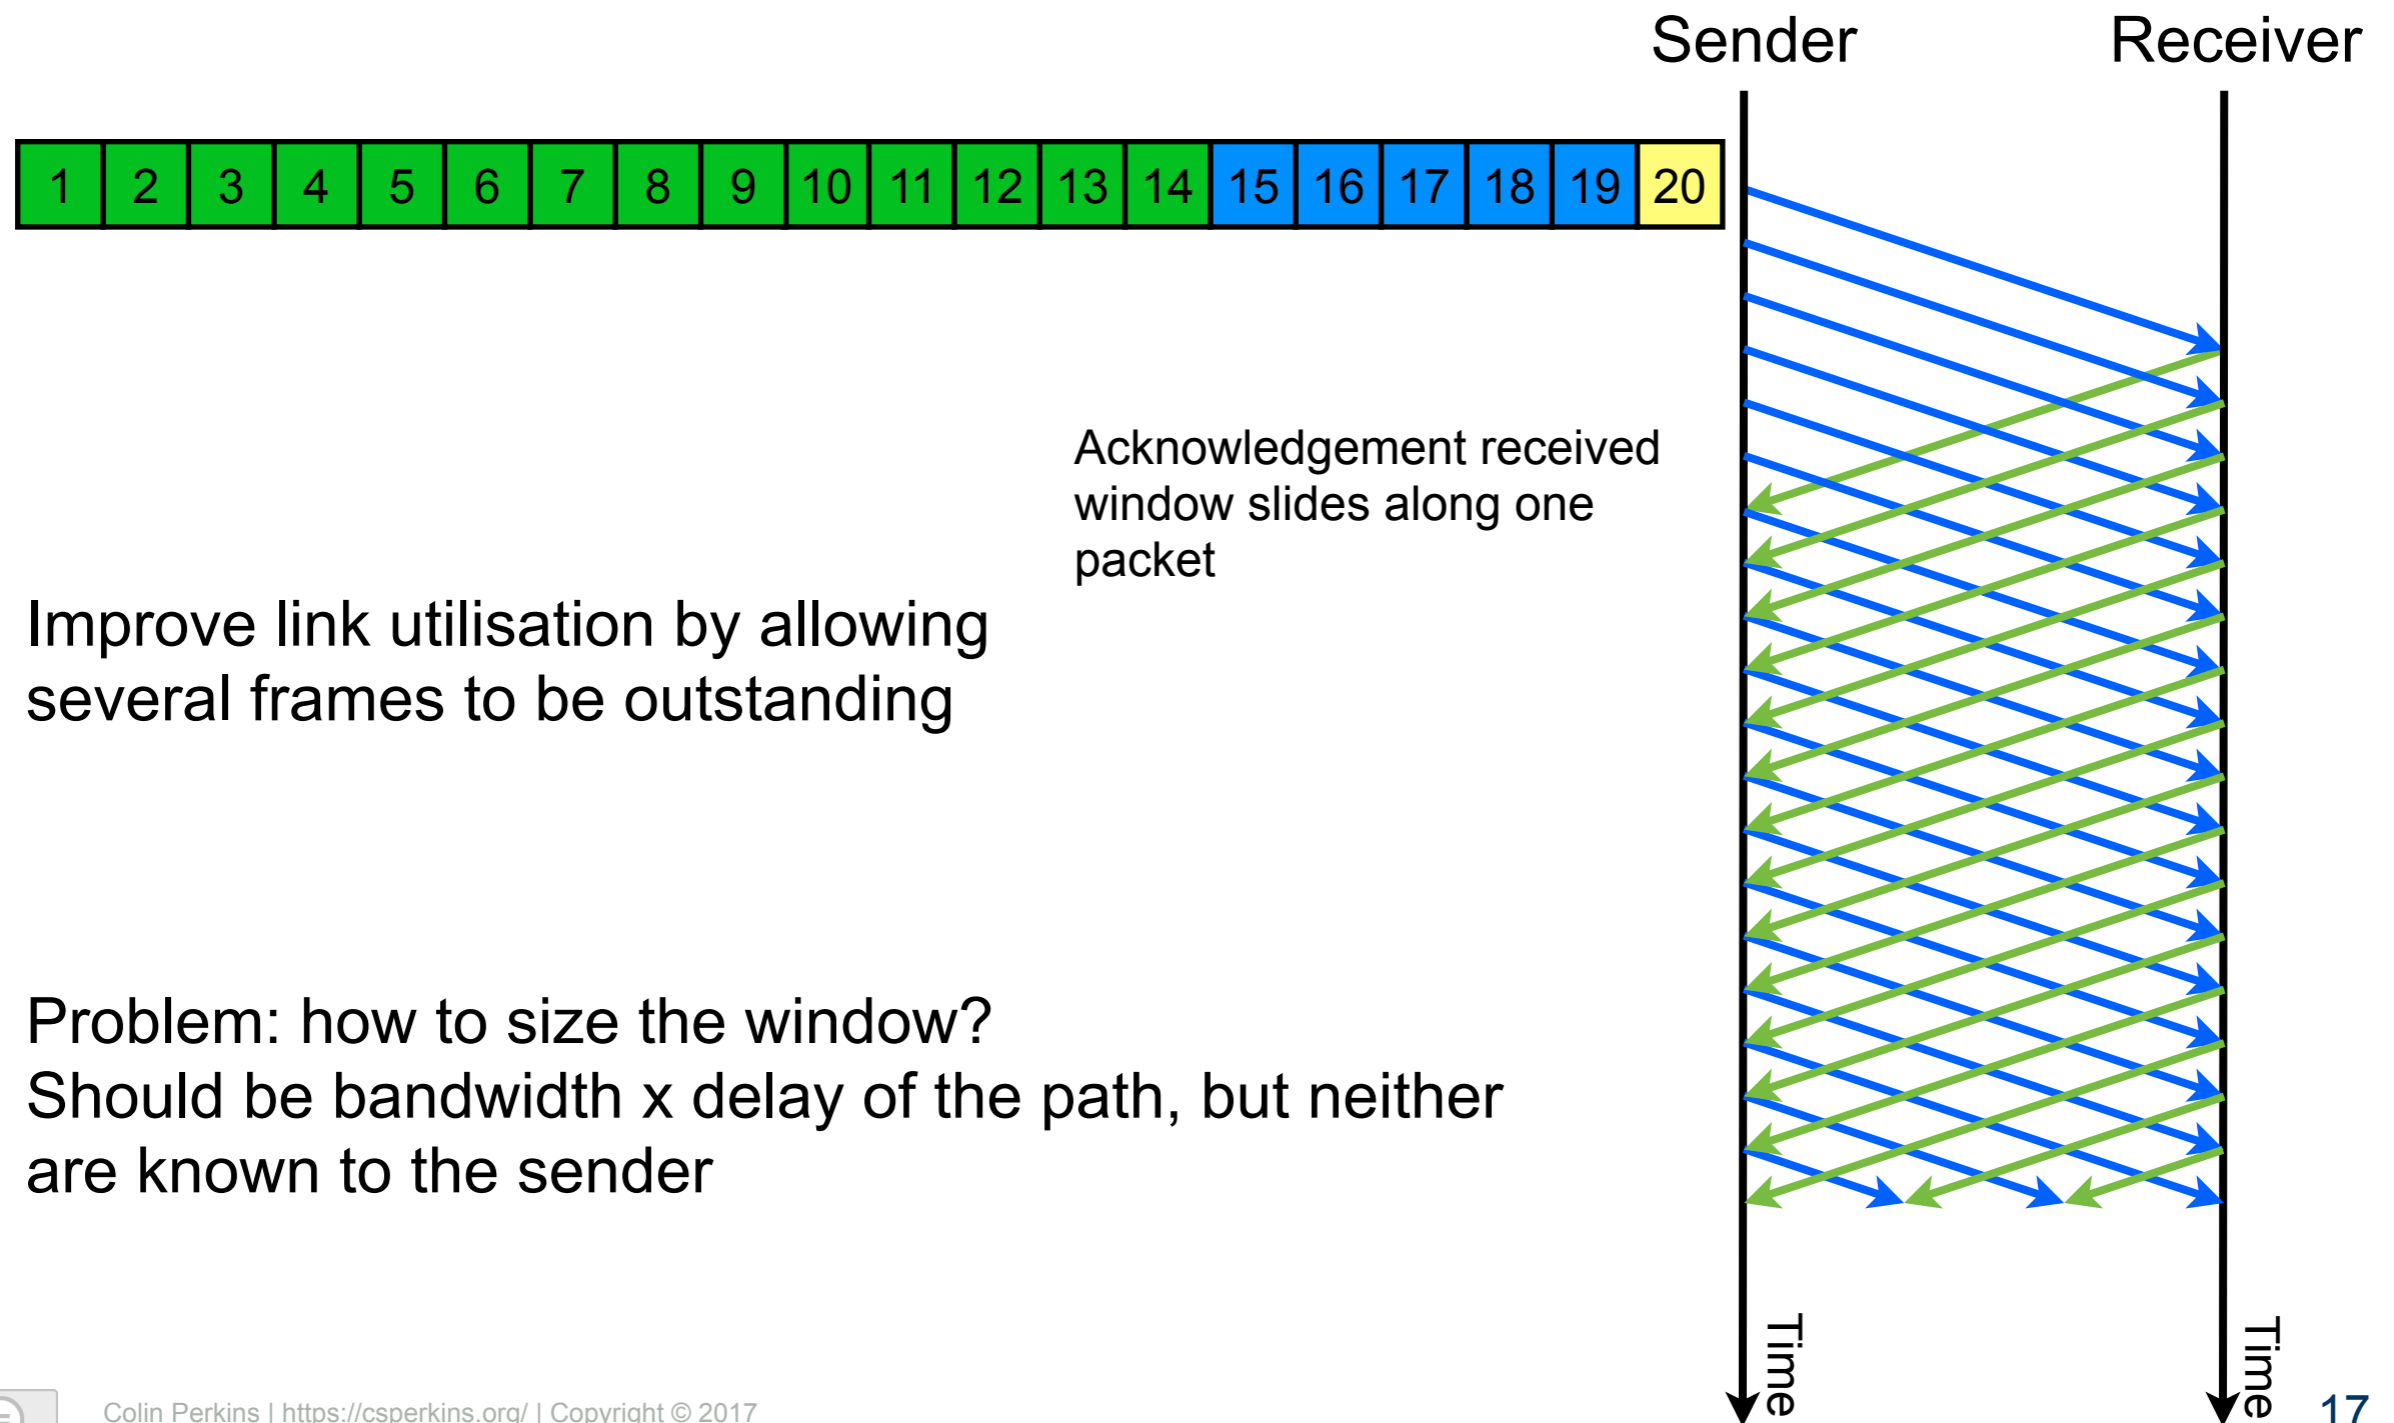 Sender
Receiver
1 2 3 4 5 6 7 8 9 10 11 12 13 14 15 16 17 18 19 20
Acknowledgement received
window slides along one
packet
Improve link utilisation by allowing
several frames to be outstanding
Problem: how to size the window?
Should be bandwidth x delay of the path, but neither
are known to the sender
Time
Time
Colin Perkins | https://csperkins.org/ | Copyright © 2017
17